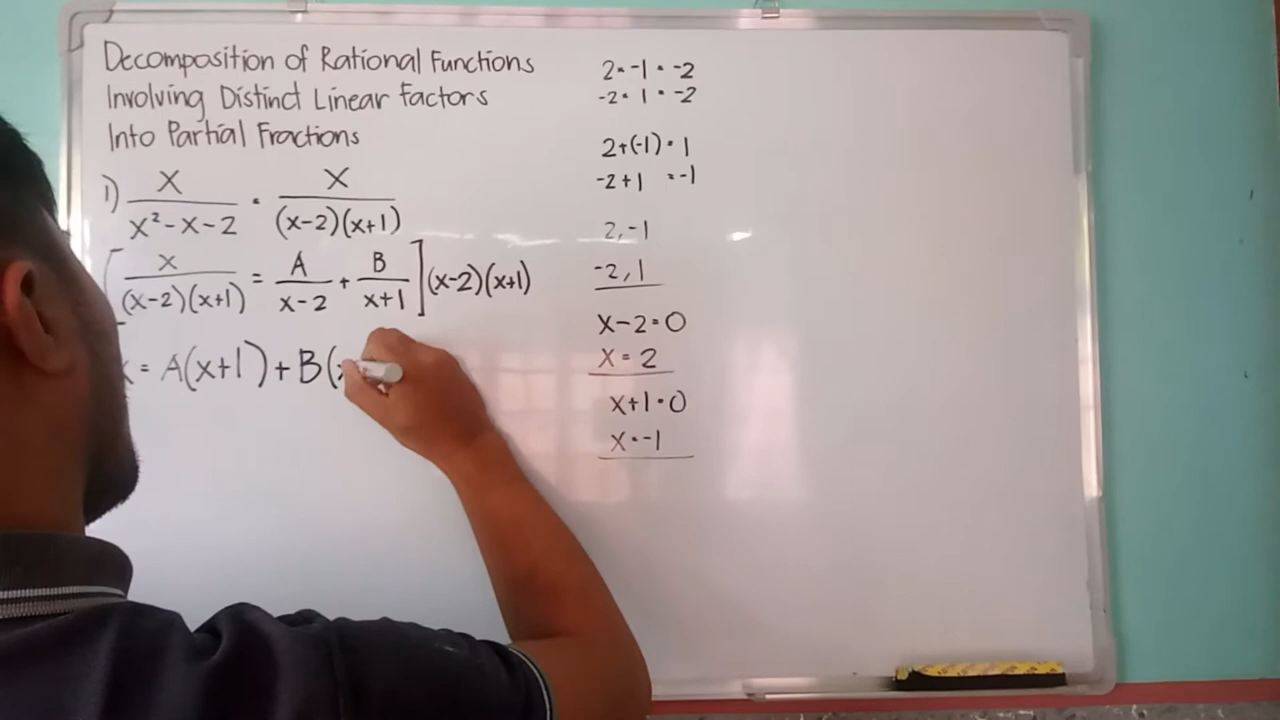 Decomposition of Rational Functions
Involving Distinct Linear Factors
Into Partial Fractions
1) x/(x²-x-2) = x/((x-2)(x+1))
[x/((x-2)(x+1)) = A/(x-2) + B/(x+1)](x-2)(x+1)
x = A(x+1)+B(
2·-1 = -2
-2·1 = -2
2+(-1) = 1
-2+1 = -1
2,-1
-2,1
x-2=0
x=2
x+1=0
x=-1